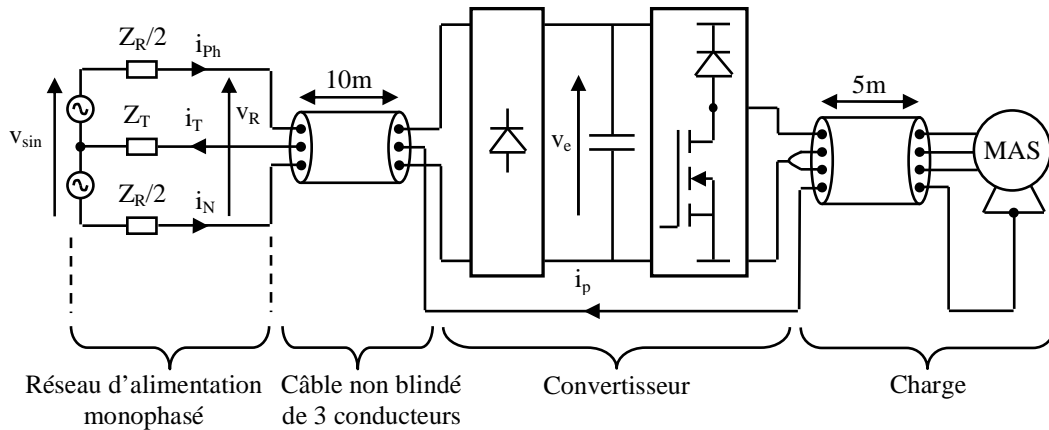 Z_R/2
i_Ph
10m
5m
Z_T
i_T
v_R
v_sin
v_e
MAS
Z_R/2
i_N
i_p
Réseau d'alimentation
monophasé
Câble non blindé
de 3 conducteurs
Convertisseur
Charge